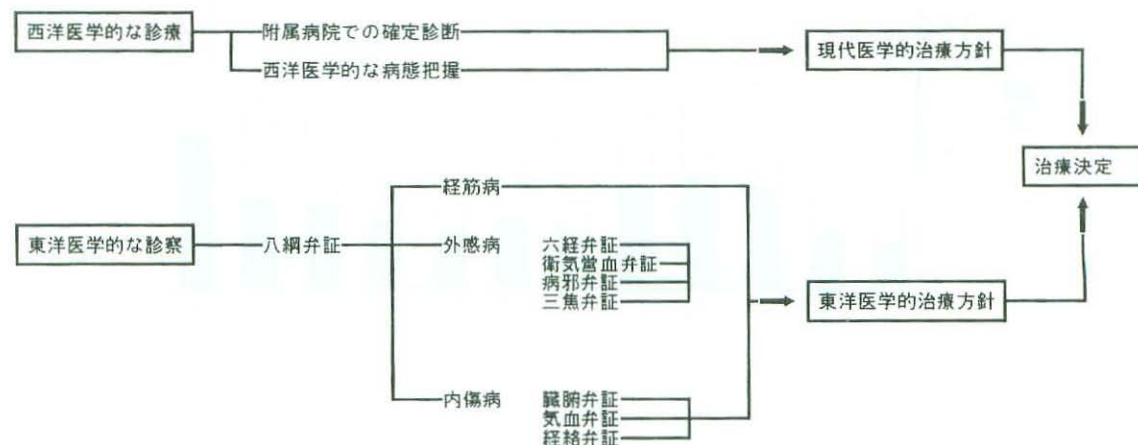 西洋医学的な診療
附属病院での確定診断
西洋医学的な病態把握
現代医学的治療方針
治療決定
東洋医学的な診察
八綱弁証
経筋病
外感病
六経弁証
衛気営血弁証
病邪弁証
三焦弁証
東洋医学的治療方針
内傷病
臓腑弁証
気血弁証
経絡弁証